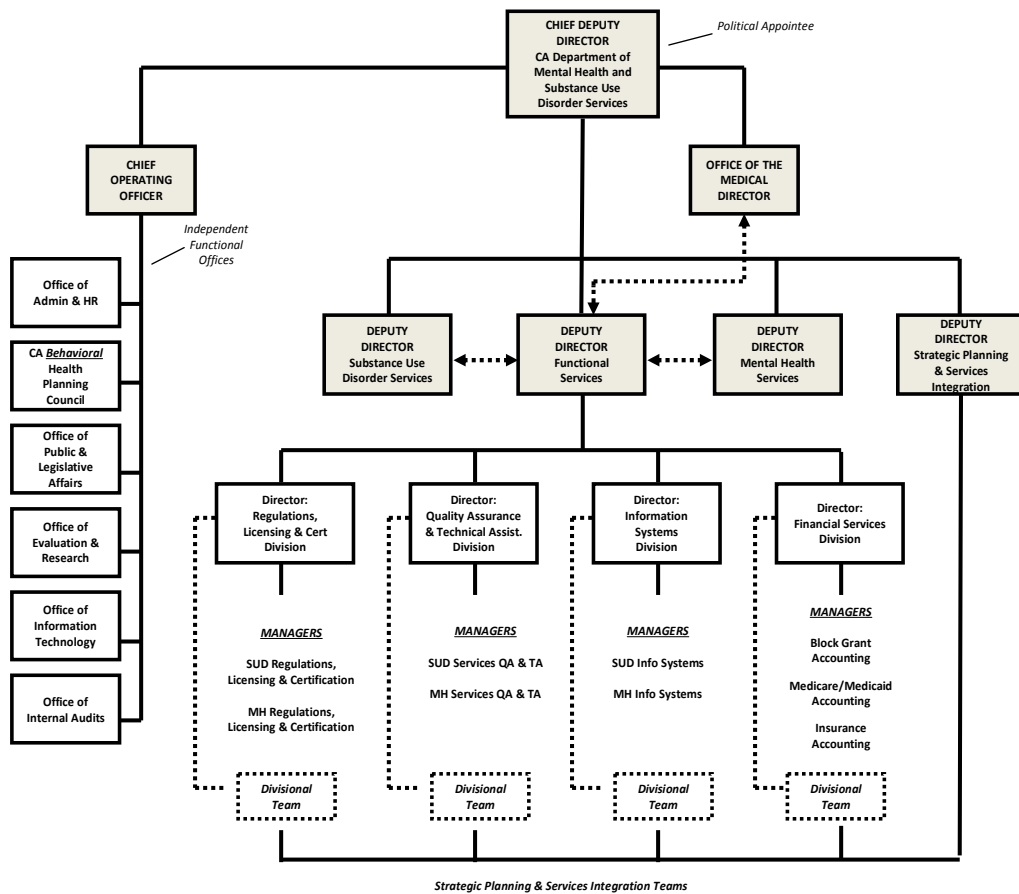 CHIEF DEPUTY
DIRECTOR
CA Department of
Mental Health and
Substance Use
Disorder Services
Political Appointee
CHIEF
OPERATING
OFFICER
OFFICE OF THE
MEDICAL
DIRECTOR
Independent
Functional
Offices
Office of
Admin & HR
CA Behavioral
Health
Planning
Council
Office of
Public &
Legislative
Affairs
Office of
Evaluation &
Research
Office of
Information
Technology
Office of
Internal Audits
DEPUTY
DIRECTOR
Substance Use
Disorder Services
DEPUTY
DIRECTOR
Functional
Services
DEPUTY
DIRECTOR
Mental Health
Services
DEPUTY
DIRECTOR
Strategic Planning
& Services
Integration
Director:
Regulations,
Licensing & Cert
Division
Director:
Quality Assurance
& Technical Assist.
Division
Director:
Information
Systems
Division
Director:
Financial Services
Division
MANAGERS
SUD Regulations,
Licensing & Certification
MH Regulations,
Licensing & Certification
MANAGERS
SUD Services QA & TA
MH Services QA & TA
MANAGERS
SUD Info Systems
MH Info Systems
MANAGERS
Block Grant
Accounting
Medicare/Medicaid
Accounting
Insurance
Accounting
Divisional
Team
Divisional
Team
Divisional
Team
Divisional
Team
Strategic Planning & Services Integration Teams